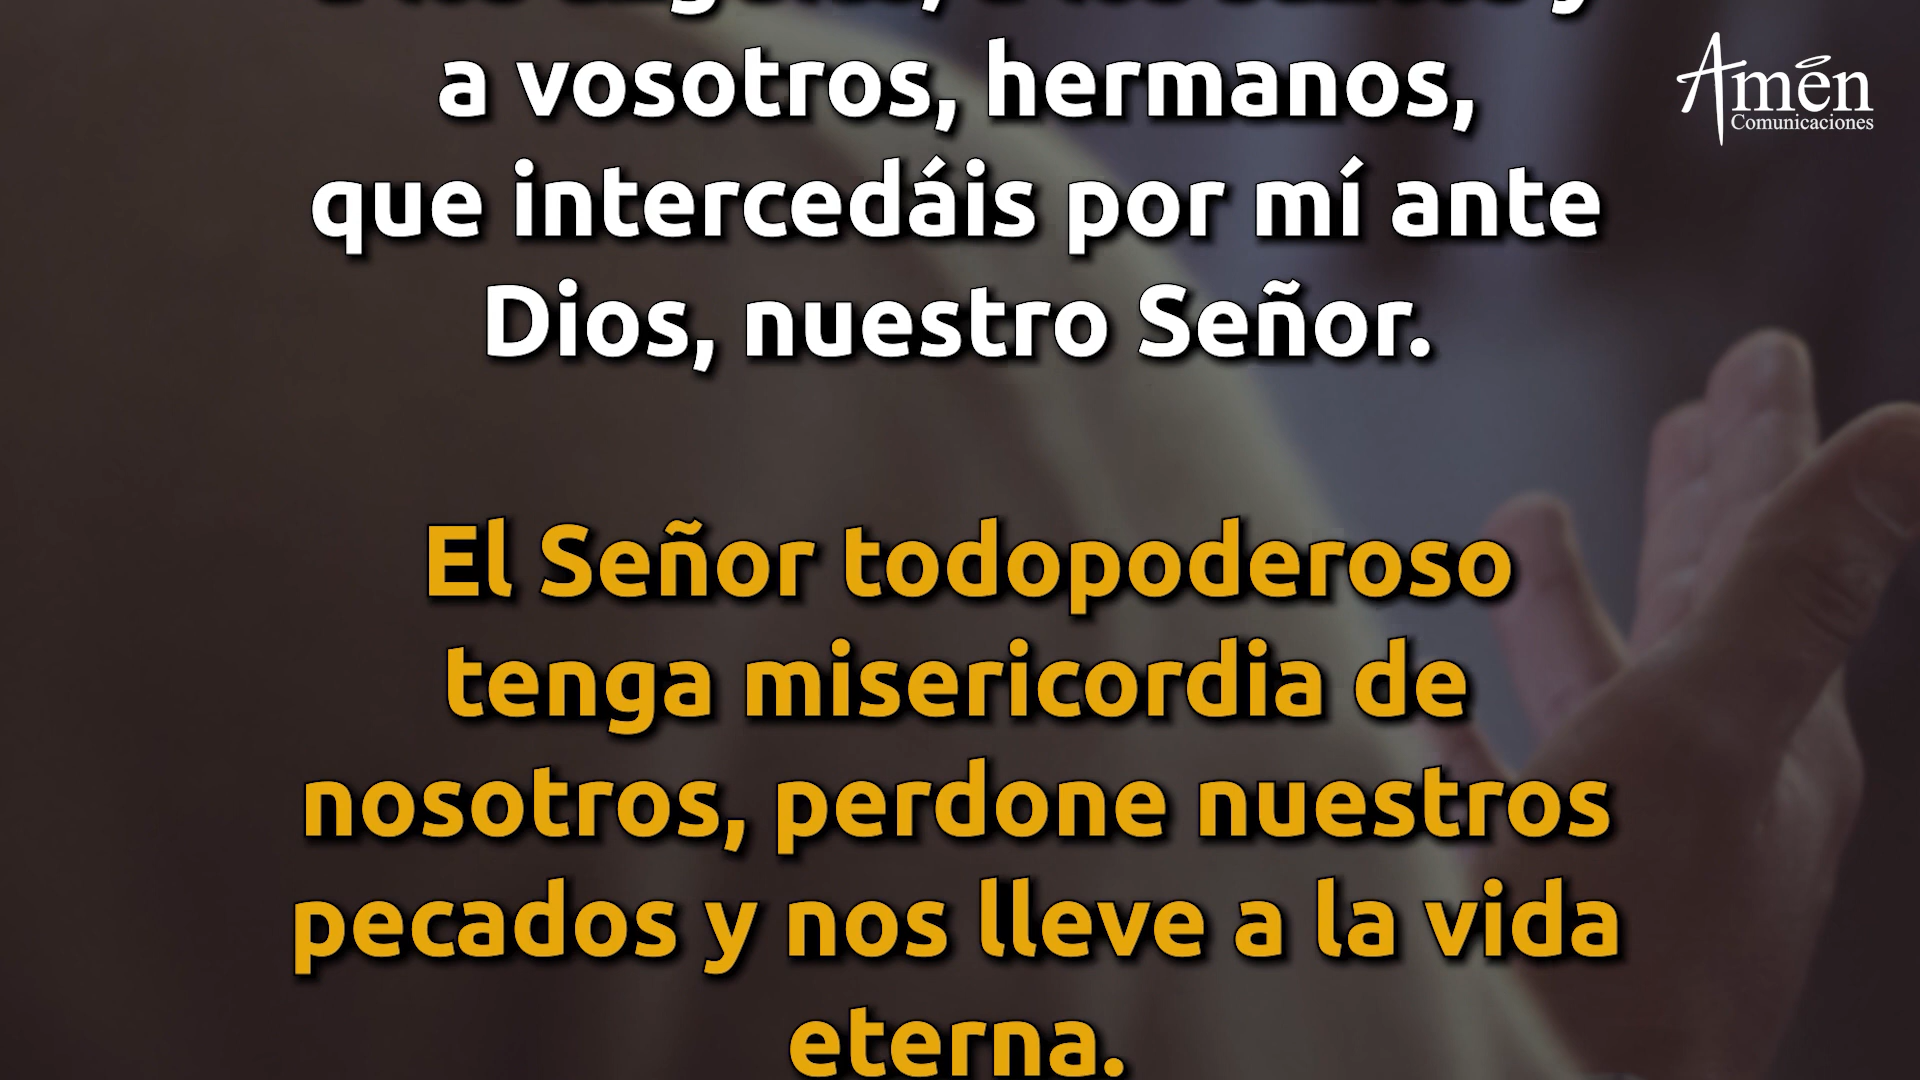 a vosotros, hermanos,
que intercedáis por mí ante
Dios, nuestro Señor.
El Señor todopoderoso
tenga misericordia de
nosotros, perdone nuestros
pecados y nos lleve a la vida
eterna.
Amén
Comunicaciones